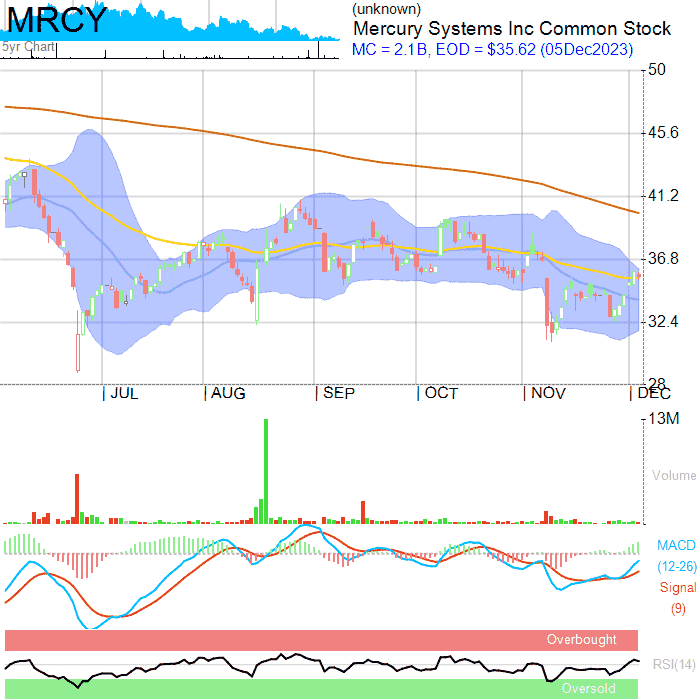 MRCY
5yr Chart
(unknown)
Mercury Systems Inc Common Stock
MC = 2.1B, EOD = $35.62 (05Dec2023)
50
45.6
41.2
36.8
32.4
28
JUL
AUG
SEP
OCT
NOV
DEC
13M
Volume
MACD
(12-26)
Signal
(9)
Overbought
RSI(14)
Oversold